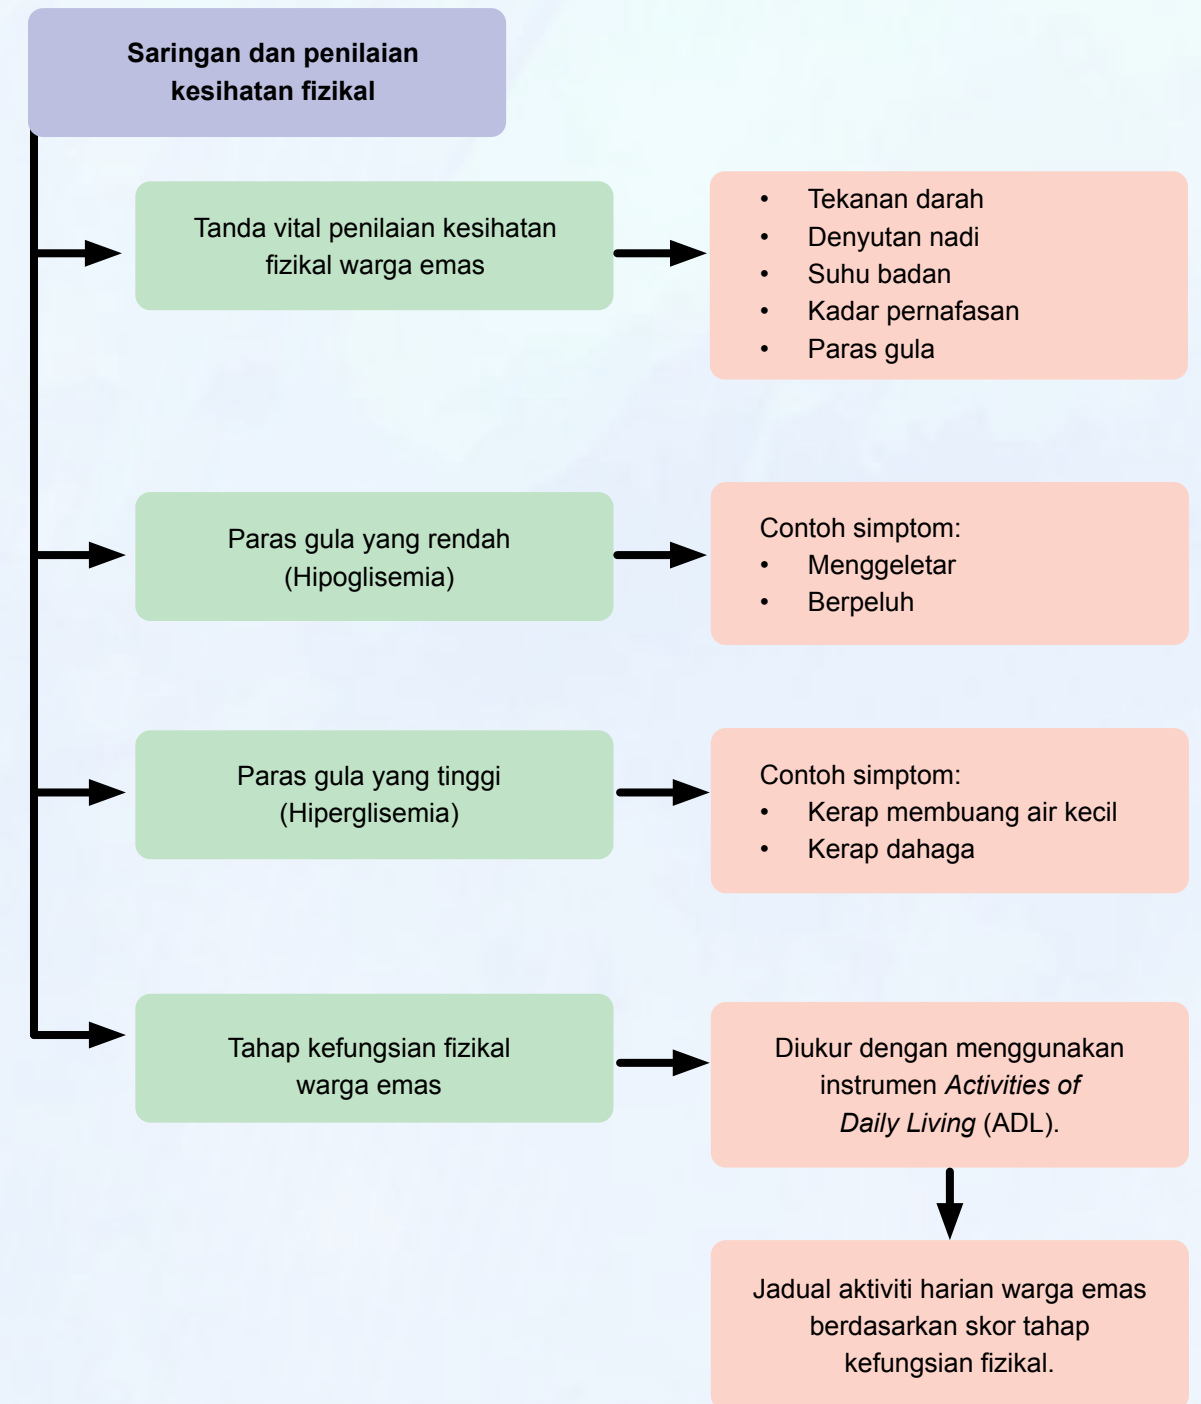 Saringan dan penilaian
kesihatan fizikal
Tanda vital penilaian kesihatan
fizikal warga emas
• Tekanan darah
• Denyutan nadi
• Suhu badan
• Kadar pernafasan
• Paras gula
Paras gula yang rendah
(Hipoglisemia)
Contoh simptom:
• Menggeletar
• Berpeluh
Paras gula yang tinggi
(Hiperglisemia)
Contoh simptom:
• Kerap membuang air kecil
• Kerap dahaga
Tahap kefungsian fizikal
warga emas
Diukur dengan menggunakan
instrumen Activities of
Daily Living (ADL).
Jadual aktiviti harian warga emas
berdasarkan skor tahap
kefungsian fizikal.